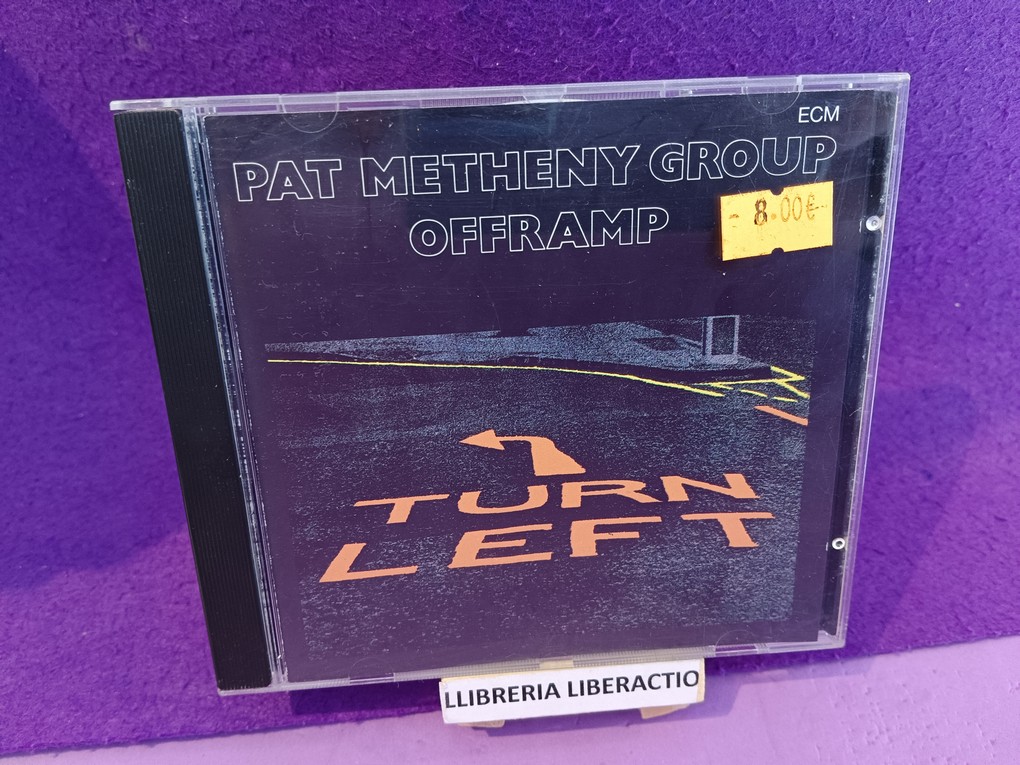 ECM
PAT METHENY GROUP
OFFRAMP
- 8.00€-
TURN
LEFT
LLIBRERIA LIBERACTIO